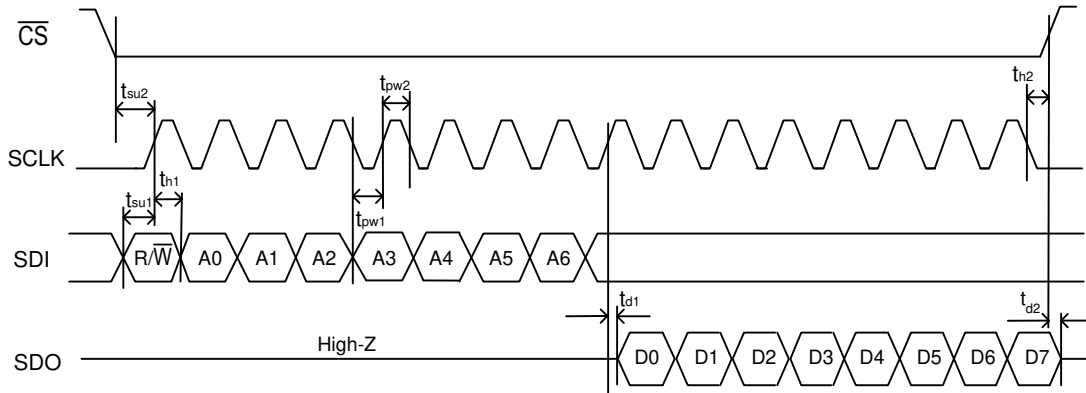 CS
tsu2
tpw2
th2
SCLK
tsu1
th1
tpw1
SDI
R/W
A0
A1
A2
A3
A4
A5
A6
td1
td2
SDO
High-Z
D0
D1
D2
D3
D4
D5
D6
D7